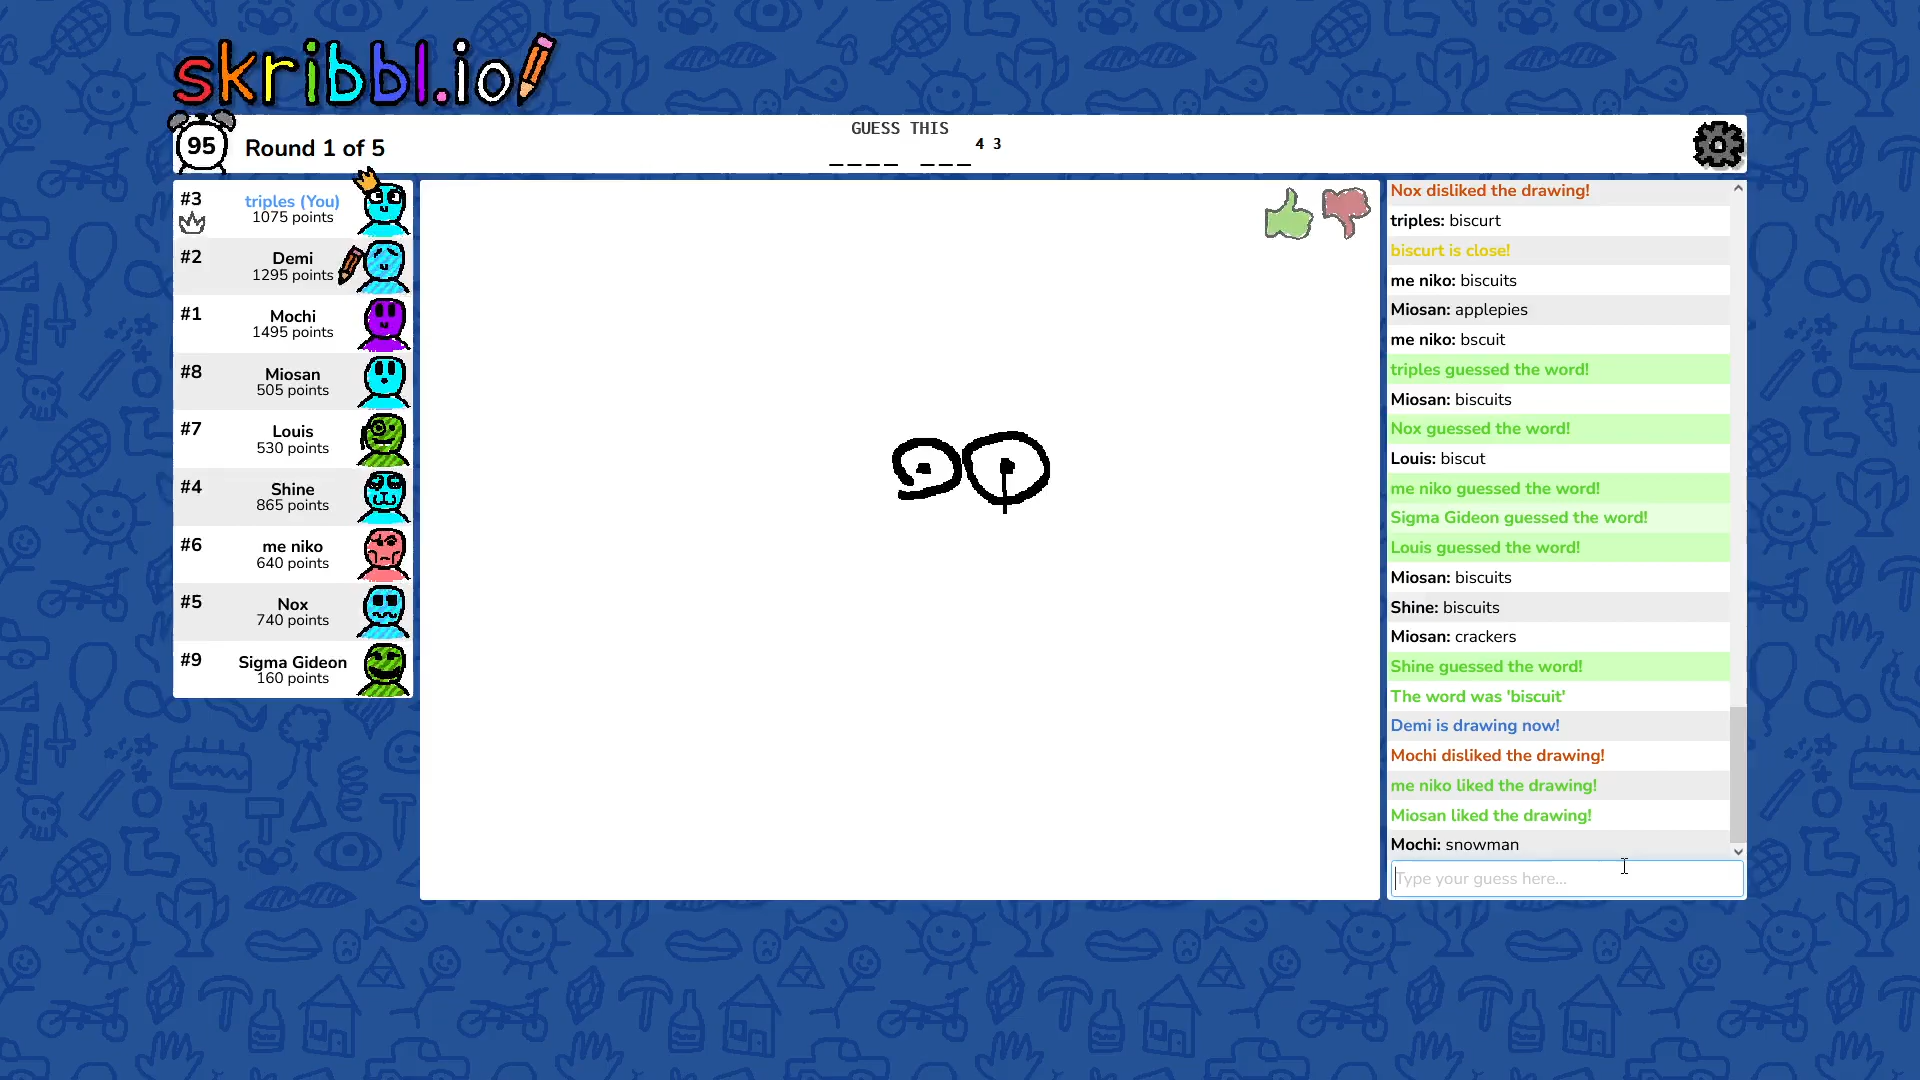 skribbl.io
95
Round 1 of 5
GUESS THIS
____ ___ 4 3
#3
triples (You)
1075 points
#2
Demi
1295 points
#1
Mochi
1495 points
#8
Miosan
505 points
#7
Louis
530 points
#4
Shine
865 points
#6
me niko
640 points
#5
Nox
740 points
#9
Sigma Gideon
160 points
Nox disliked the drawing!
triples: biscurt
biscurt is close!
me niko: biscuits
Miosan: applepies
me niko: bscuit
triples guessed the word!
Miosan: biscuits
Nox guessed the word!
Louis: biscut
me niko guessed the word!
Sigma Gideon guessed the word!
Louis guessed the word!
Miosan: biscuits
Shine: biscuits
Miosan: crackers
Shine guessed the word!
The word was 'biscuit'
Demi is drawing now!
Mochi disliked the drawing!
me niko liked the drawing!
Miosan liked the drawing!
Mochi: snowman
Type your guess here...